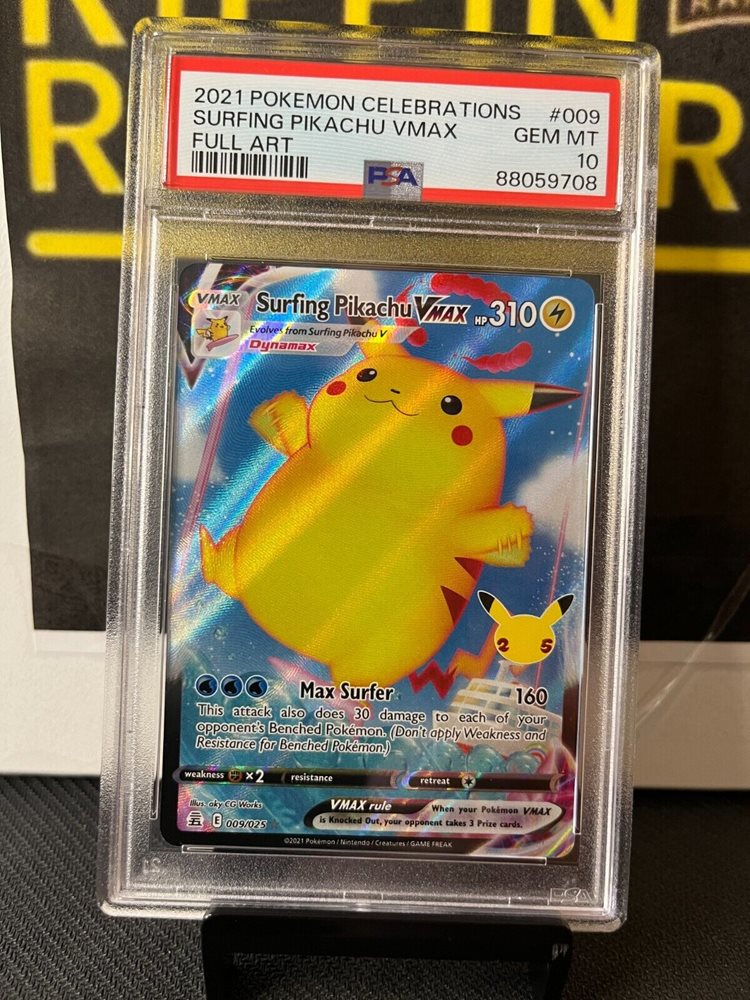 2021 POKEMON CELEBRATIONS #009
SURFING PIKACHU VMAX GEM MT
FULL ART 10
PSA 88059708
VMAX Surfing Pikachu VMAX HP 310
Evolves from Surfing Pikachu V
Dynamax
25
Max Surfer 160
This attack also does 30 damage to each of your
opponent's Benched Pokémon. (Don't apply Weakness and
Resistance for Benched Pokémon.)
weakness ×2 resistance retreat
Illus. aky CG Works
VMAX rule When your Pokémon VMAX
is Knocked Out, your opponent takes 3 Prize cards.
E 009/025
©2021 Pokémon / Nintendo / Creatures / GAME FREAK
PSA